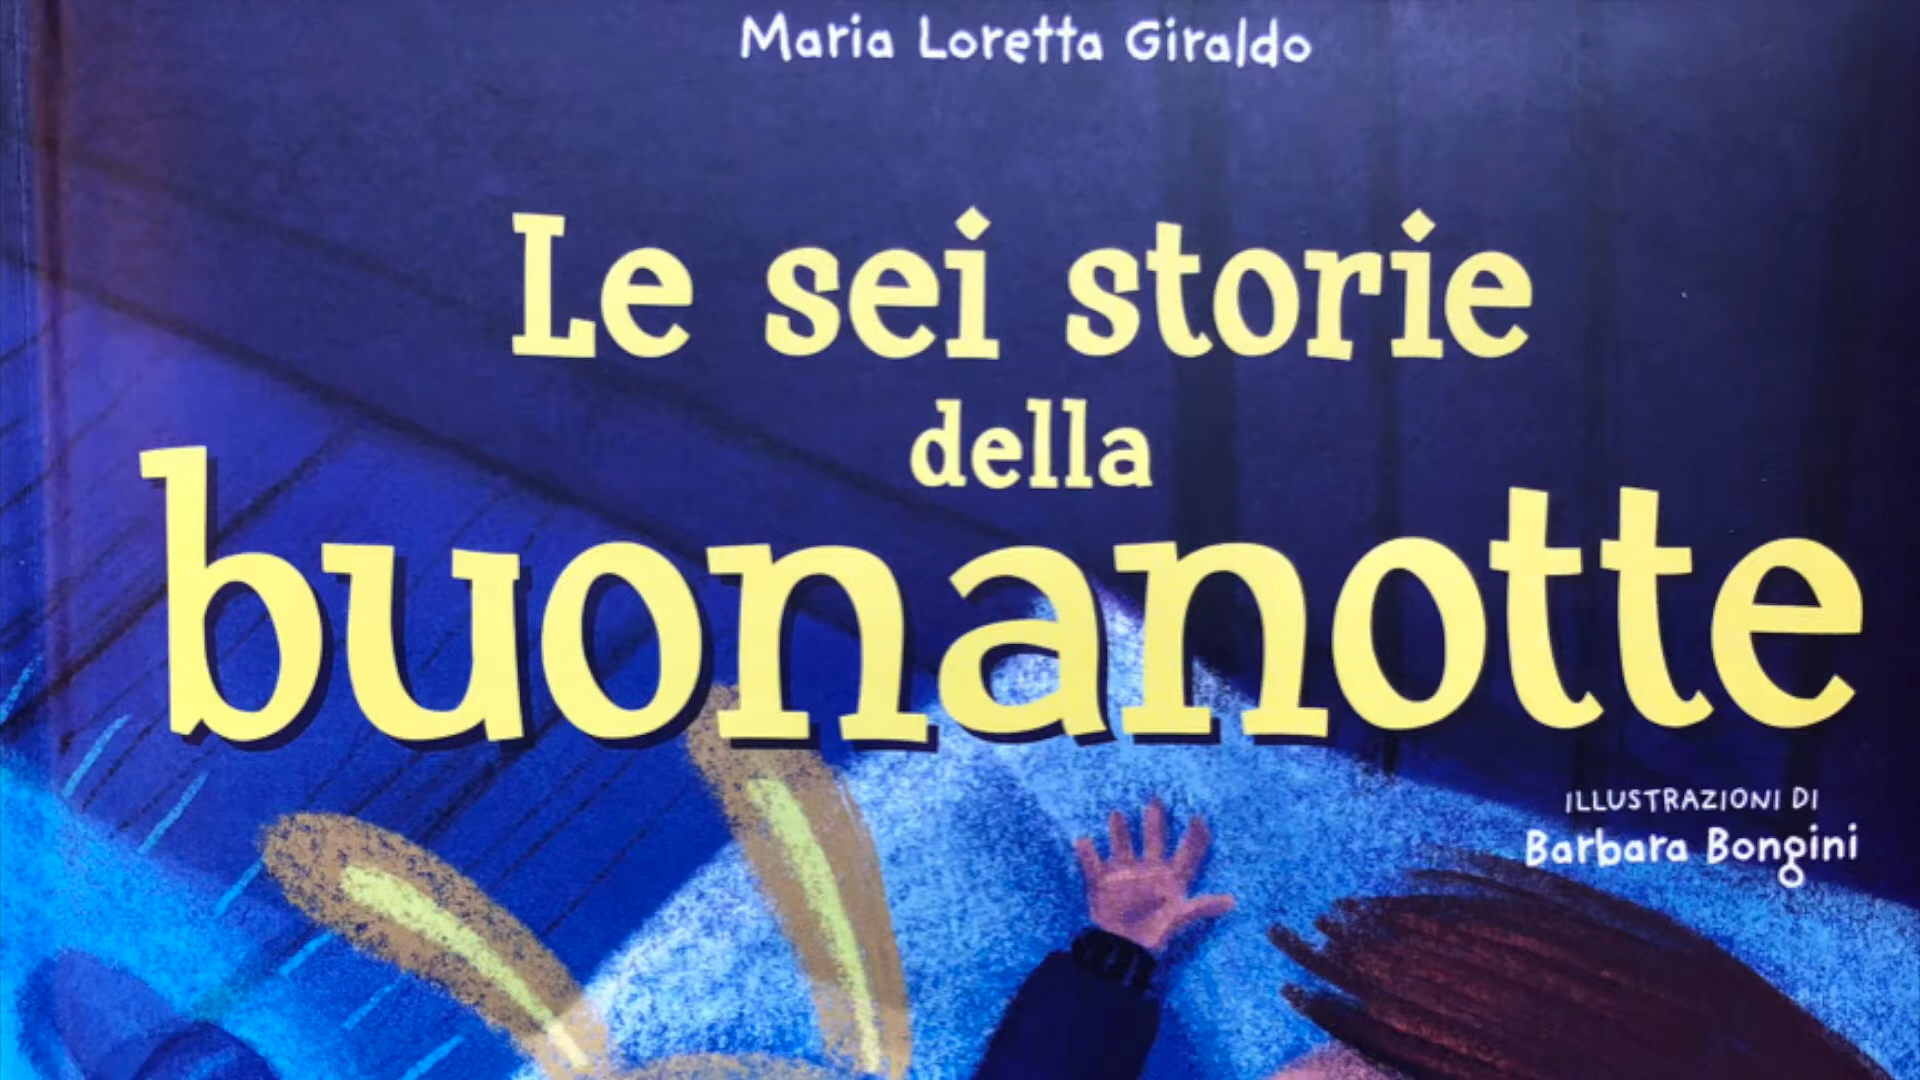 Maria Loretta Giraldo
Le sei storie
della
buonanotte
ILLUSTRAZIONI DI
Barbara Bongini